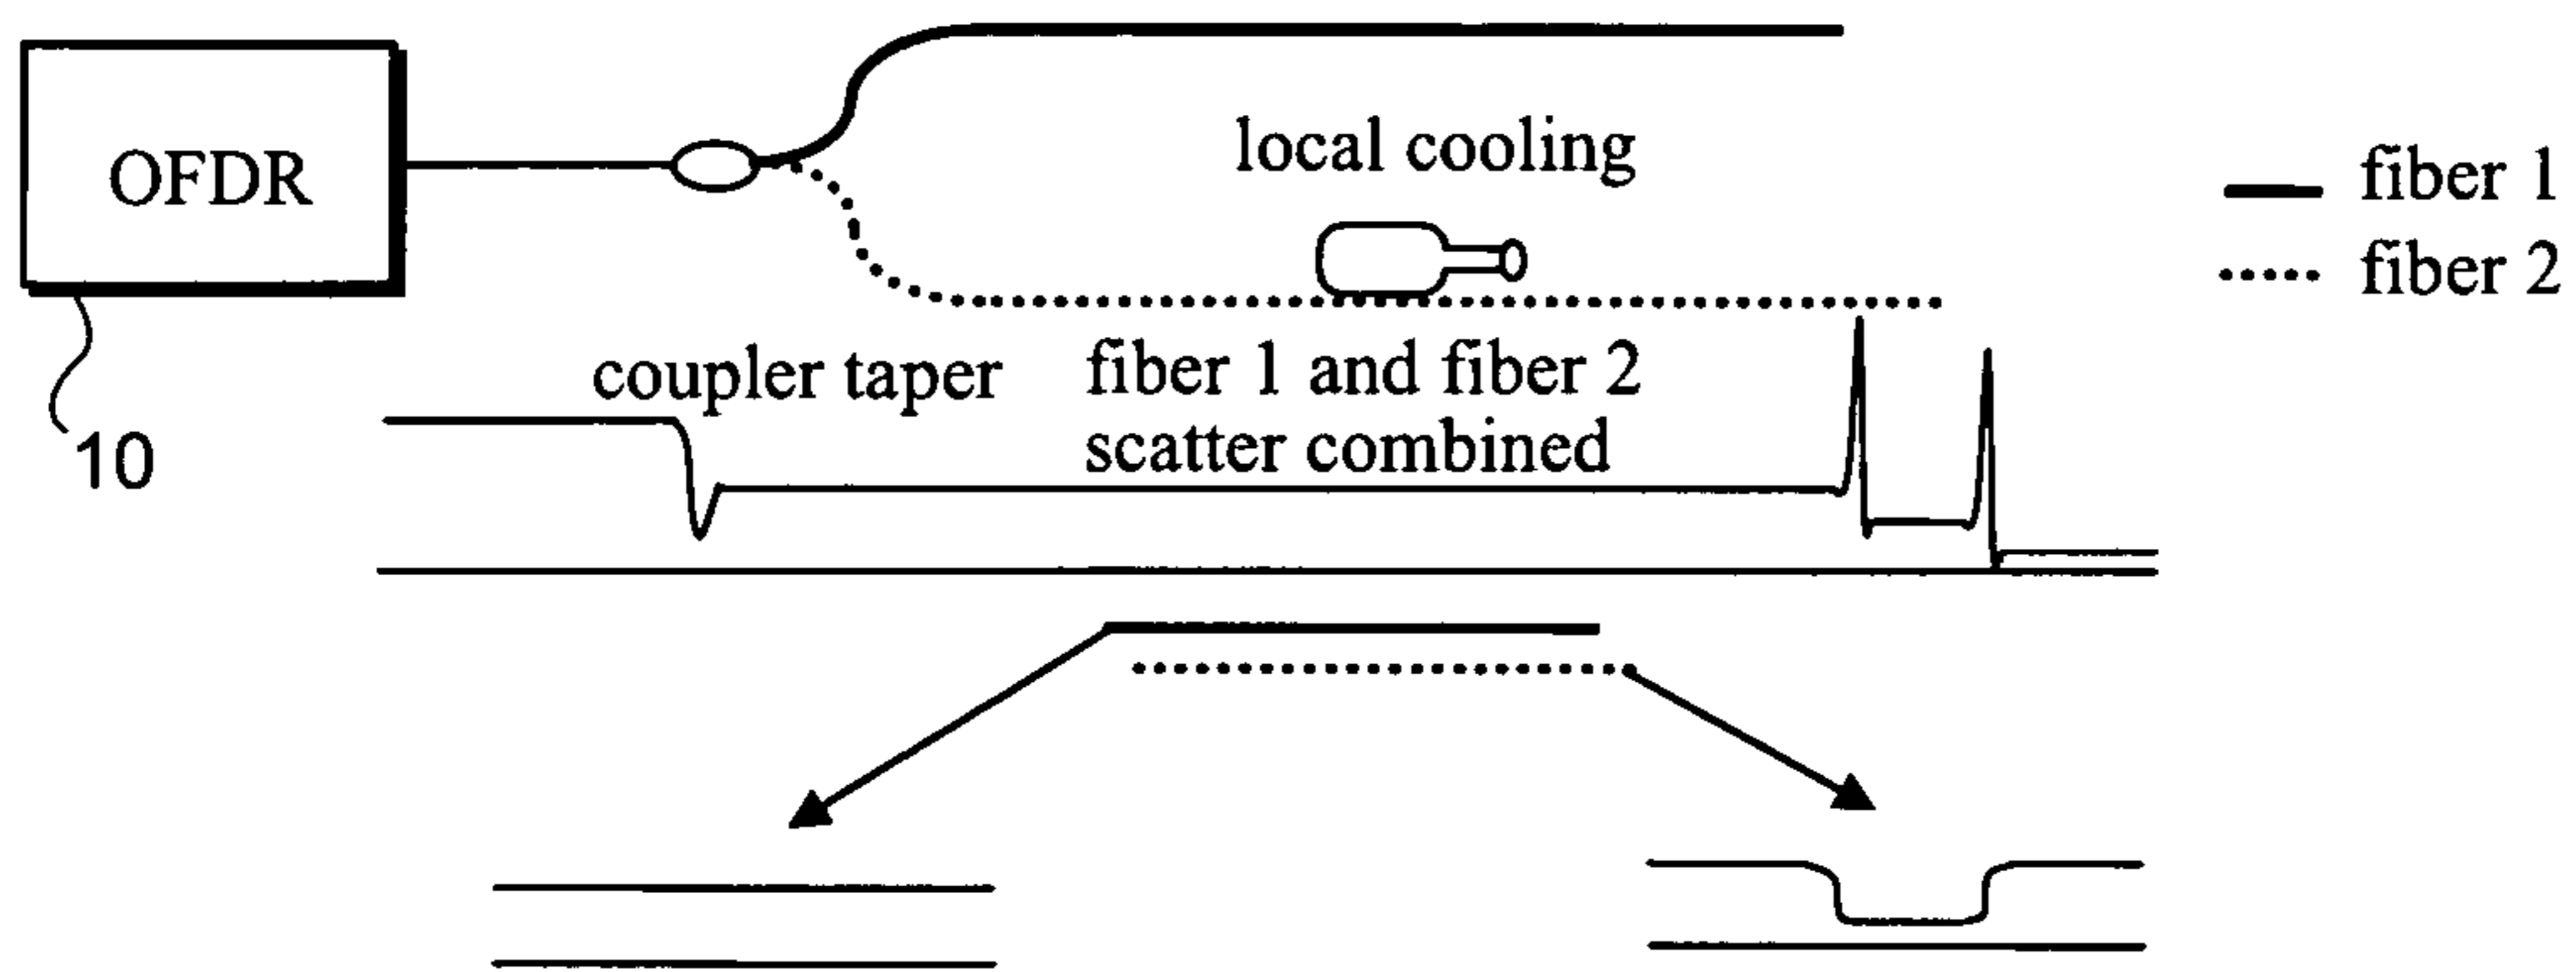 OFDR
10
local cooling
fiber 1
fiber 2
coupler taper
fiber 1 and fiber 2
scatter combined